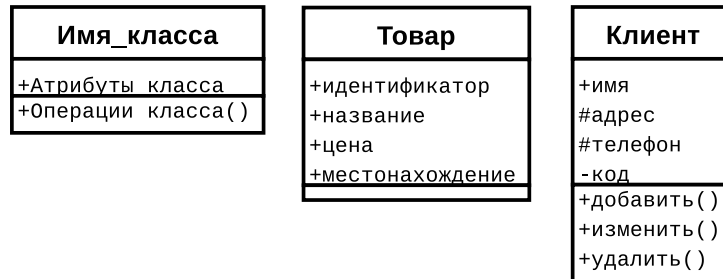 Имя_класса
+Атрибуты класса
+Операции класса()
Товар
+идентификатор
+название
+цена
+местонахождение
Клиент
+имя
#адрес
#телефон
-код
+добавить()
+изменить()
+удалить()